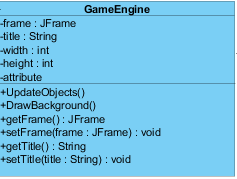 GameEngine
-frame : JFrame
-title : String
-width : int
-height : int
-attribute
+UpdateObjects()
+DrawBackground()
+getFrame() : JFrame
+setFrame(frame : JFrame) : void
+getTitle() : String
+setTitle(title : String) : void